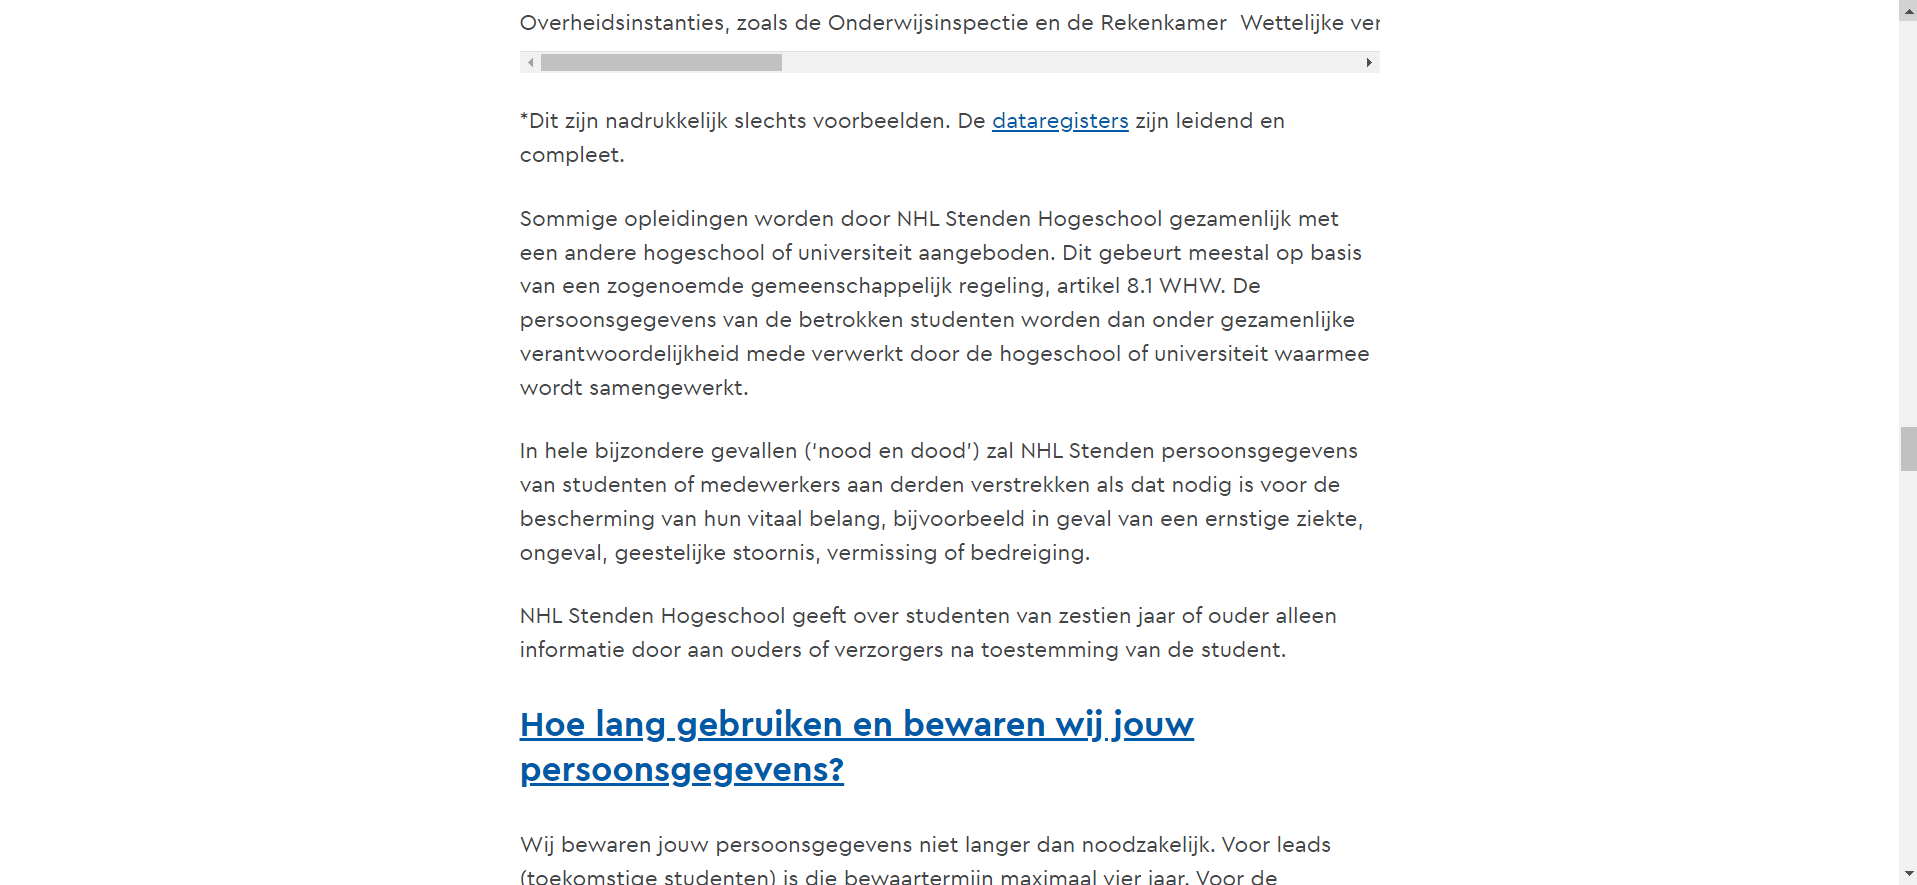 Overheidsinstanties, zoals de Onderwijsinspectie en de Rekenkamer Wettelijke
*Dit zijn nadrukkelijk slechts voorbeelden. De dataregisters zijn leidend en
compleet.
Sommige opleidingen worden door NHL Stenden Hogeschool gezamenlijk met
een andere hogeschool of universiteit aangeboden. Dit gebeurt meestal op basis
van een zogenoemde gemeenschappelijk regeling, artikel 8.1 WHW. De
persoonsgegevens van de betrokken studenten worden dan onder gezamenlijke
verantwoordelijkheid mede verwerkt door de hogeschool of universiteit waarmee
wordt samengewerkt.
In hele bijzondere gevallen (‘nood en dood’) zal NHL Stenden persoonsgegevens
van studenten of medewerkers aan derden verstrekken als dat nodig is voor de
bescherming van hun vitaal belang, bijvoorbeeld in geval van een ernstige ziekte,
ongeval, geestelijke stoornis, vermissing of bedreiging.
NHL Stenden Hogeschool geeft over studenten van zestien jaar of ouder alleen
informatie door aan ouders of verzorgers na toestemming van de student.
Hoe lang gebruiken en bewaren wij jouw
persoonsgegevens?
Wij bewaren jouw persoonsgegevens niet langer dan noodzakelijk. Voor leads
(toekomstige studenten) is die bewaartermijn maximaal vier jaar. Voor de